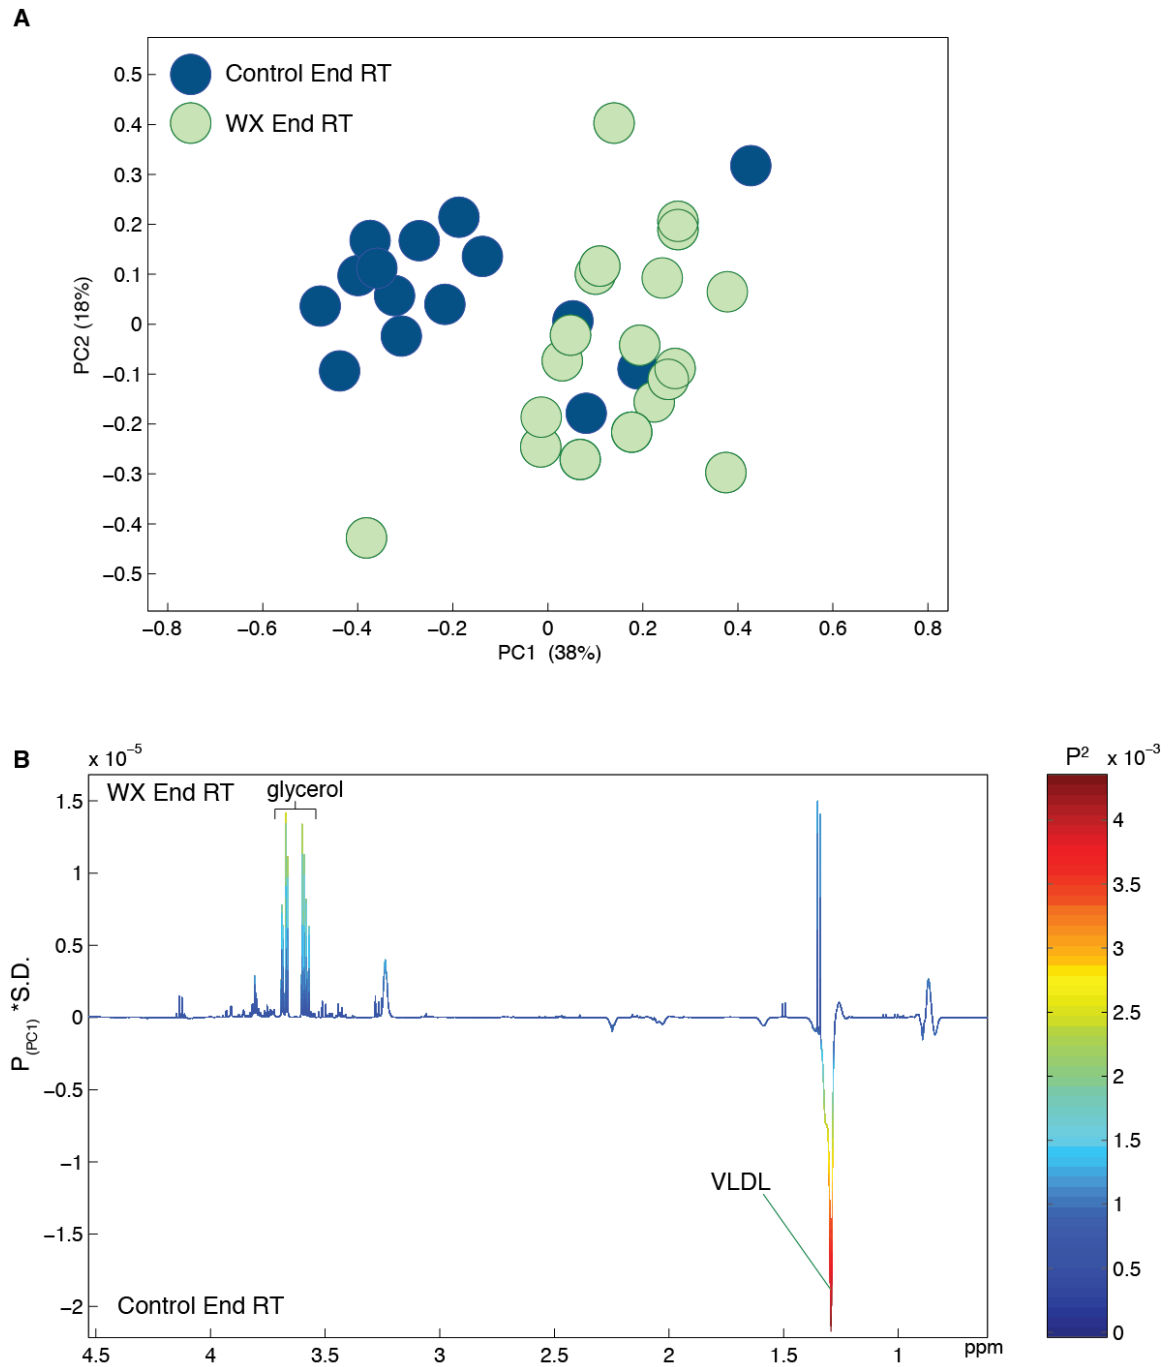 A
Control End RT
WX End RT
0.5
0.4
0.3
0.2
0.1
0
−0.1
−0.2
−0.3
−0.4
−0.5
PC2 (18%)
−0.8 −0.6 −0.4 −0.2 0 0.2 0.4 0.6 0.8
PC1 (38%)
B
x 10⁻⁵
P² x 10⁻³
WX End RT
glycerol
1.5
1
0.5
0
−0.5
−1
−1.5
−2
P(PC1) *S.D.
VLDL
Control End RT
4.5 4 3.5 3 2.5 2 1.5 1 ppm
4
3.5
3
2.5
2
1.5
1
0.5
0